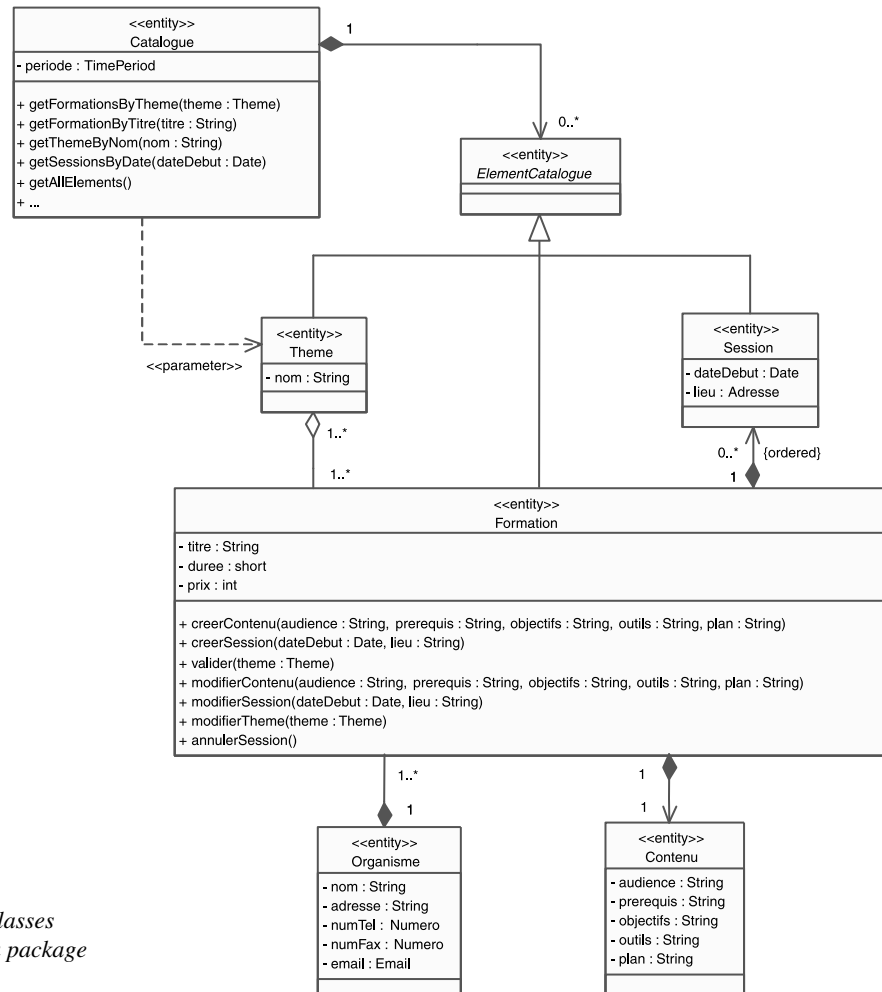 <<entity>>
Catalogue
- periode : TimePeriod
+ getFormationsByTheme(theme : Theme)
+ getFormationByTitre(titre : String)
+ getThemeByNom(nom : String)
+ getSessionsByDate(dateDebut : Date)
+ getAllElements()
+ ...
1
0..*
<<entity>>
ElementCatalogue
<<parameter>>
<<entity>>
Theme
- nom : String
<<entity>>
Session
- dateDebut : Date
- lieu : Adresse
1..*
1..*
0..*
{ordered}
1
<<entity>>
Formation
- titre : String
- duree : short
- prix : int
+ creerContenu(audience : String, prerequis : String, objectifs : String, outils : String, plan : String)
+ creerSession(dateDebut : Date, lieu : String)
+ valider(theme : Theme)
+ modifierContenu(audience : String, prerequis : String, objectifs : String, outils : String, plan : String)
+ modifierSession(dateDebut : Date, lieu : String)
+ modifierTheme(theme : Theme)
+ annulerSession()
1..*
1
1
1
<<entity>>
Organisme
- nom : String
- adresse : String
- numTel : Numero
- numFax : Numero
- email : Email
<<entity>>
Contenu
- audience : String
- prerequis : String
- objectifs : String
- outils : String
- plan : String
lasses
package